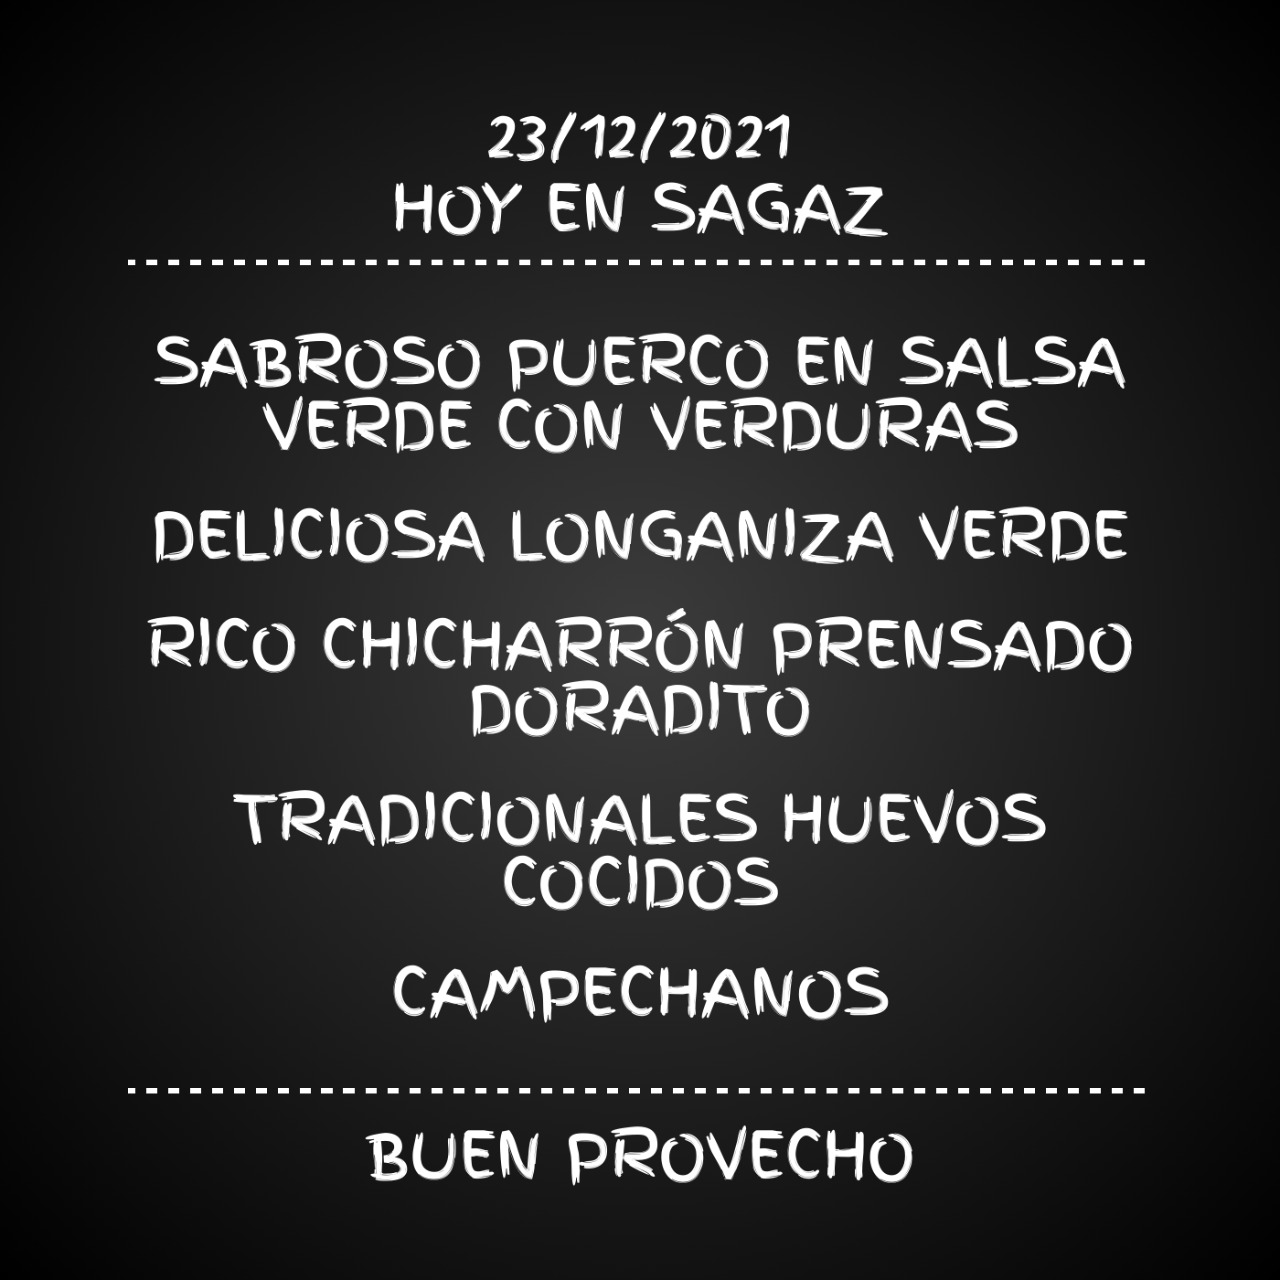 23/12/2021
HOY EN SAGAZ
SABROSO PUERCO EN SALSA
VERDE CON VERDURAS
DELICIOSA LONGANIZA VERDE
RICO CHICHARRÓN PRENSADO
DORADITO
TRADICIONALES HUEVOS
COCIDOS
CAMPECHANOS
BUEN PROVECHO